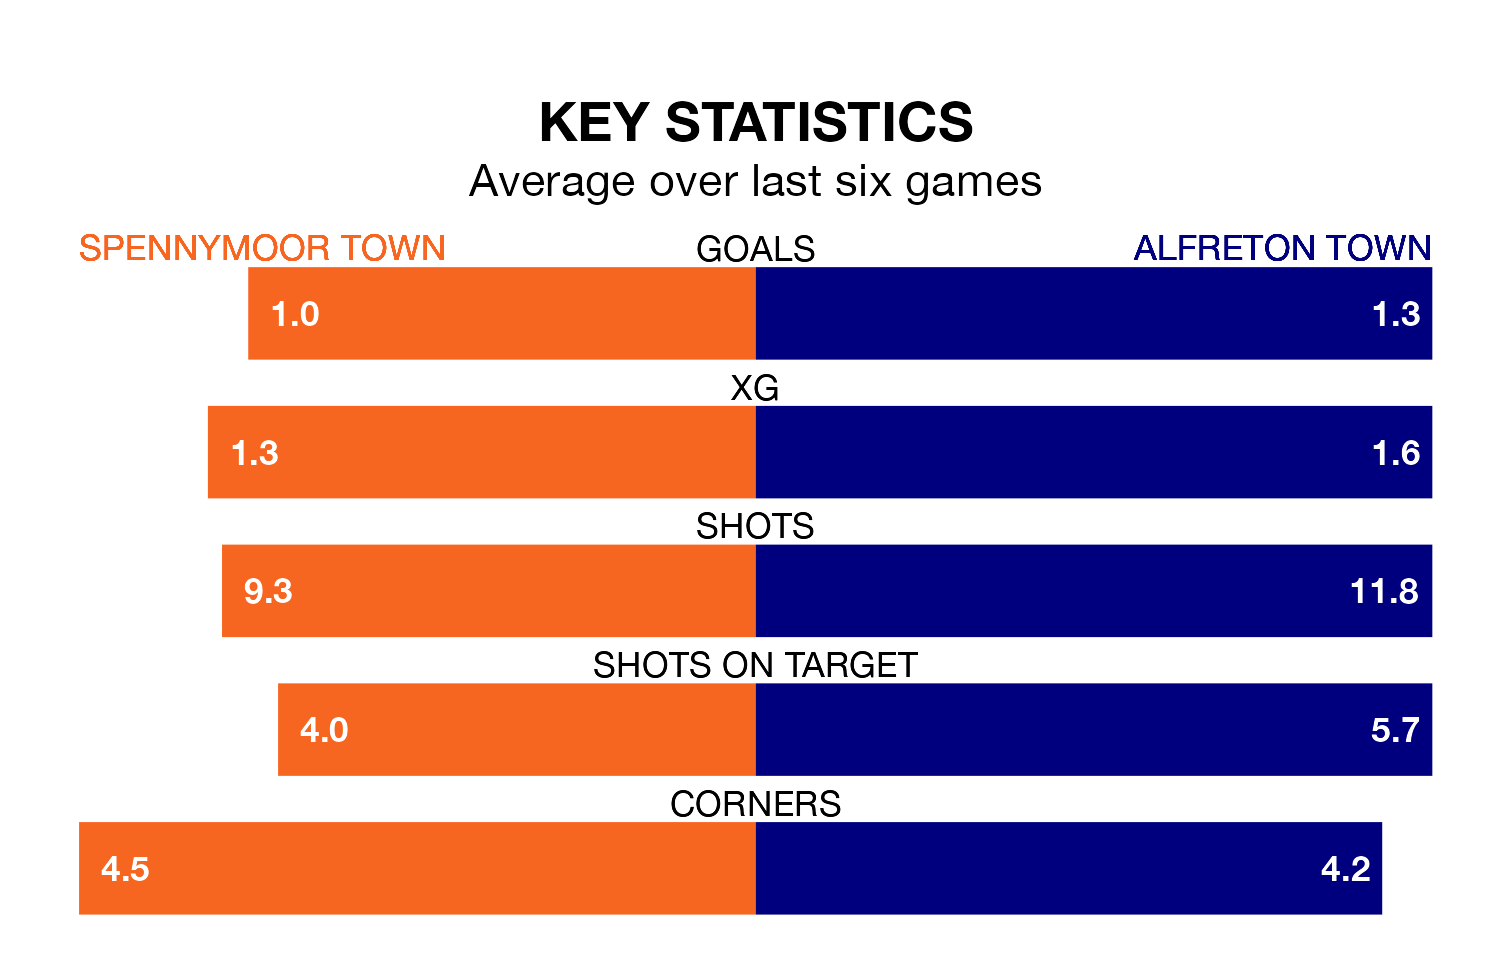 KEY STATISTICS
Average over last six games
SPENNYMOOR TOWN GOALS ALFRETON TOWN
1.0 1.3
XG
1.3 1.6
SHOTS
9.3 11.8
SHOTS ON TARGET
4.0 5.7
CORNERS
4.5 4.2